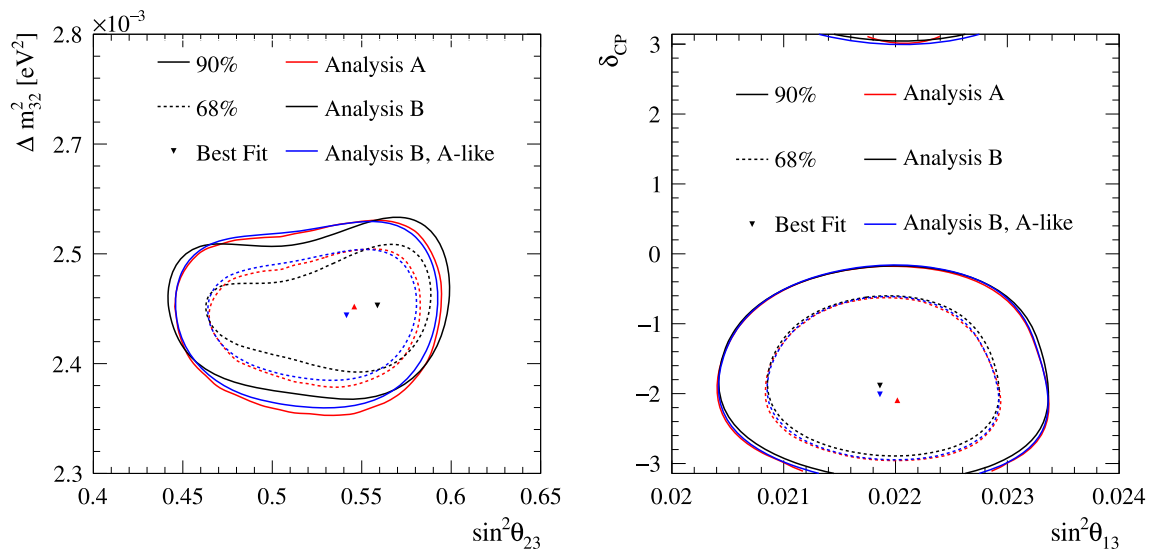 ×10⁻³
Δ m²₃₂ [eV²]
2.8
2.7
2.5
2.4
2.3
0.4 0.45 0.5 0.55 0.6 0.65
sin²θ₂₃
90% Analysis A
68% Analysis B
Best Fit Analysis B, A-like
δCP
3
2
1
0
−1
−2
−3
0.02 0.021 0.022 0.023 0.024
sin²θ₁₃
90% Analysis A
68% Analysis B
Best Fit Analysis B, A-like